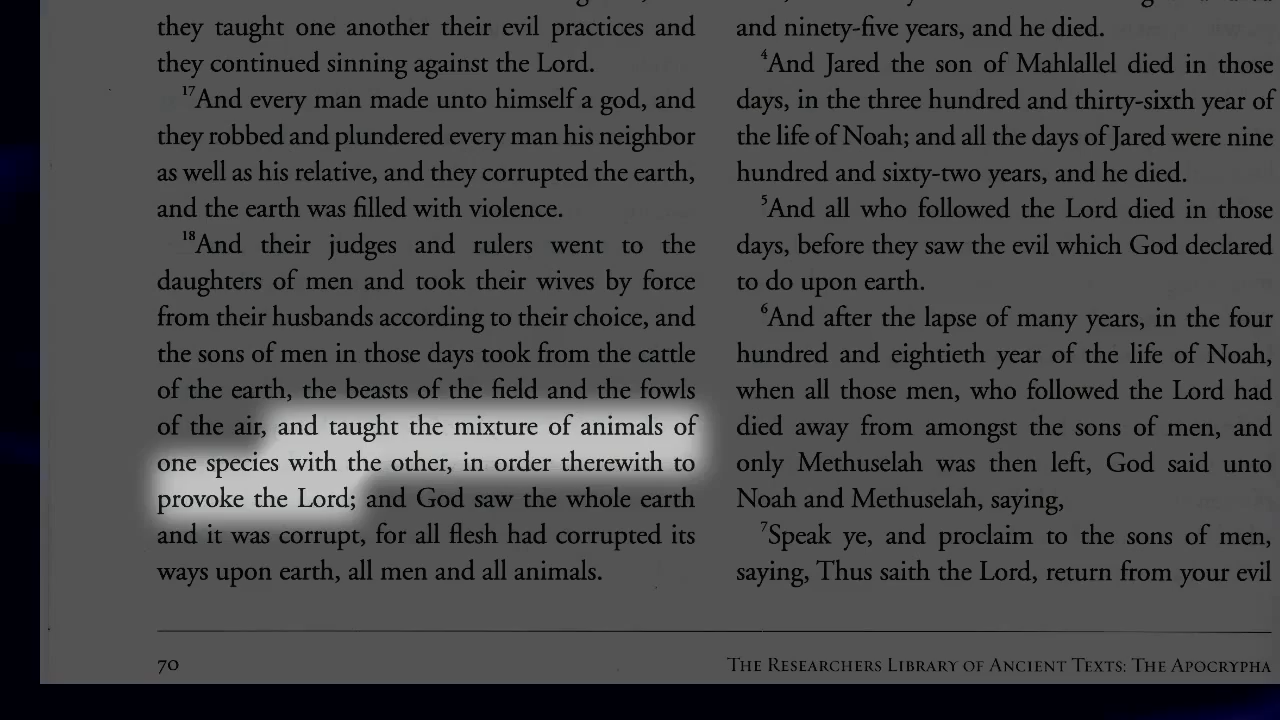 they taught one another their evil practices and
they continued sinning against the Lord.
17And every man made unto himself a god, and
they robbed and plundered every man his neighbor
as well as his relative, and they corrupted the earth,
and the earth was filled with violence.
18And their judges and rulers went to the
daughters of men and took their wives by force
from their husbands according to their choice, and
the sons of men in those days took from the cattle
of the earth, the beasts of the field and the fowls
of the air, and taught the mixture of animals of
one species with the other, in order therewith to
provoke the Lord; and God saw the whole earth
and it was corrupt, for all flesh had corrupted its
ways upon earth, all men and all animals.
and ninety-five years, and he died.
4And Jared the son of Mahlallel died in those
days, in the three hundred and thirty-sixth year of
the life of Noah; and all the days of Jared were nine
hundred and sixty-two years, and he died.
5And all who followed the Lord died in those
days, before they saw the evil which God declared
to do upon earth.
6And after the lapse of many years, in the four
hundred and eightieth year of the life of Noah,
when all those men, who followed the Lord had
died away from amongst the sons of men, and
only Methuselah was then left, God said unto
Noah and Methuselah, saying,
7Speak ye, and proclaim to the sons of men,
saying, Thus saith the Lord, return from your evil
70
The Researchers Library of Ancient Texts: The Apocrypha